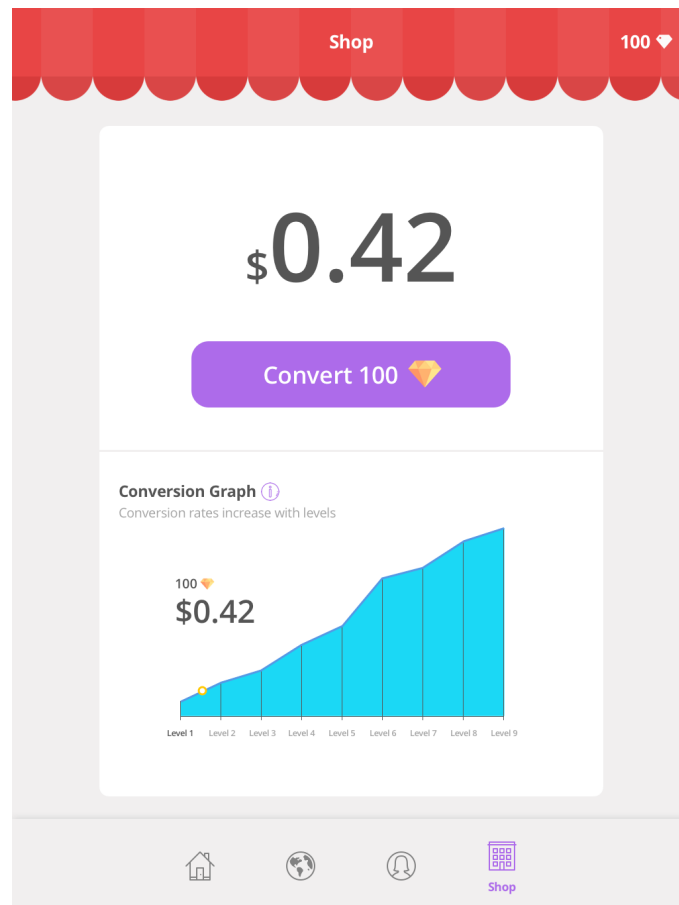 Shop
100
$0.42
Convert 100
Conversion Graph
Conversion rates increase with levels
100
$0.42
Level 1 Level 2 Level 3 Level 4 Level 5 Level 6 Level 7 Level 8 Level 9
Shop